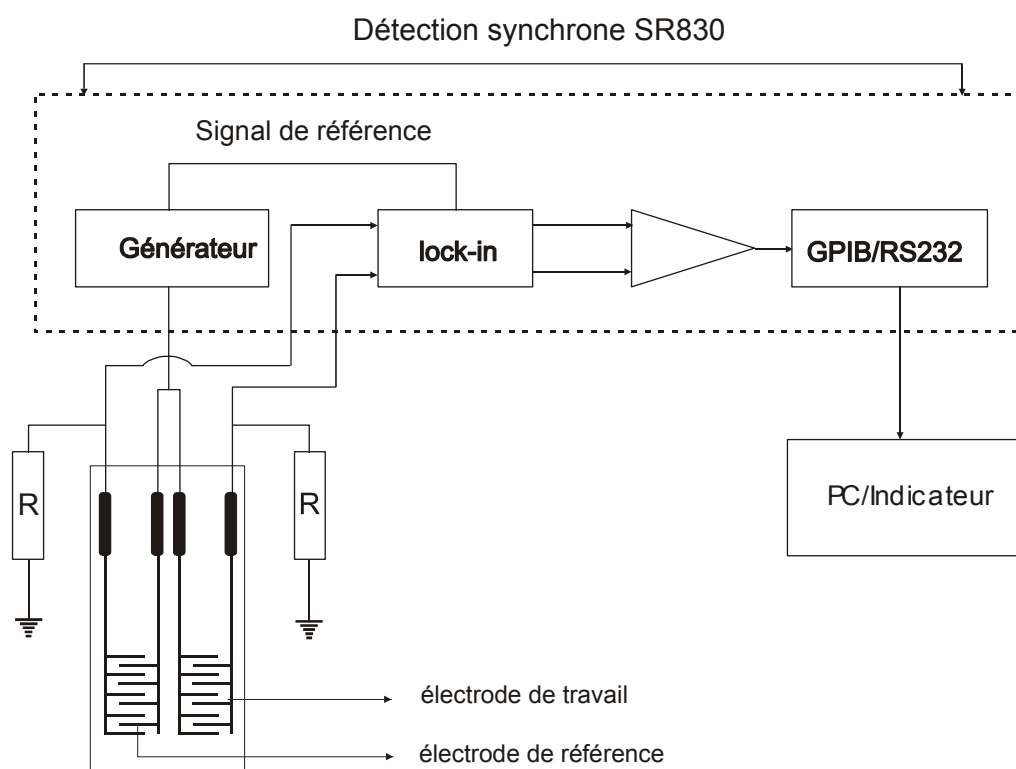 Détection synchrone SR830
Signal de référence
Générateur
lock-in
GPIB/RS232
R
R
PC/Indicateur
électrode de travail
électrode de référence